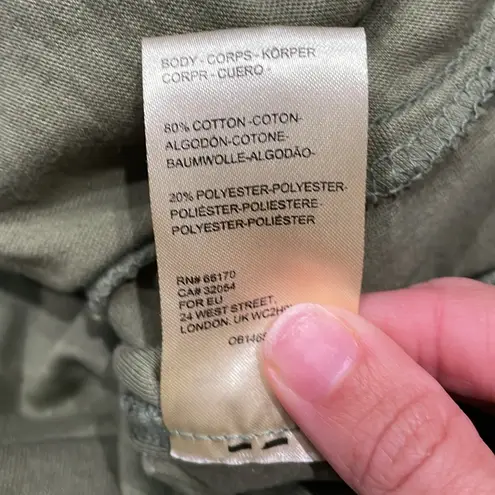 BODY - CORPS - KÖRPER
CORPR - CUERO -
80% COTTON -COTON-
ALGODÓN-COTONE-
BAUMWOLLE-ALGODÃO-
20% POLYESTER-POLYESTER-
POLIÉSTER-POLIESTERE-
POLYESTER-POLIÉSTER
RN# 66170
CA# 32054
FOR EU
24 WEST STREET,
LONDON. UK WC2H